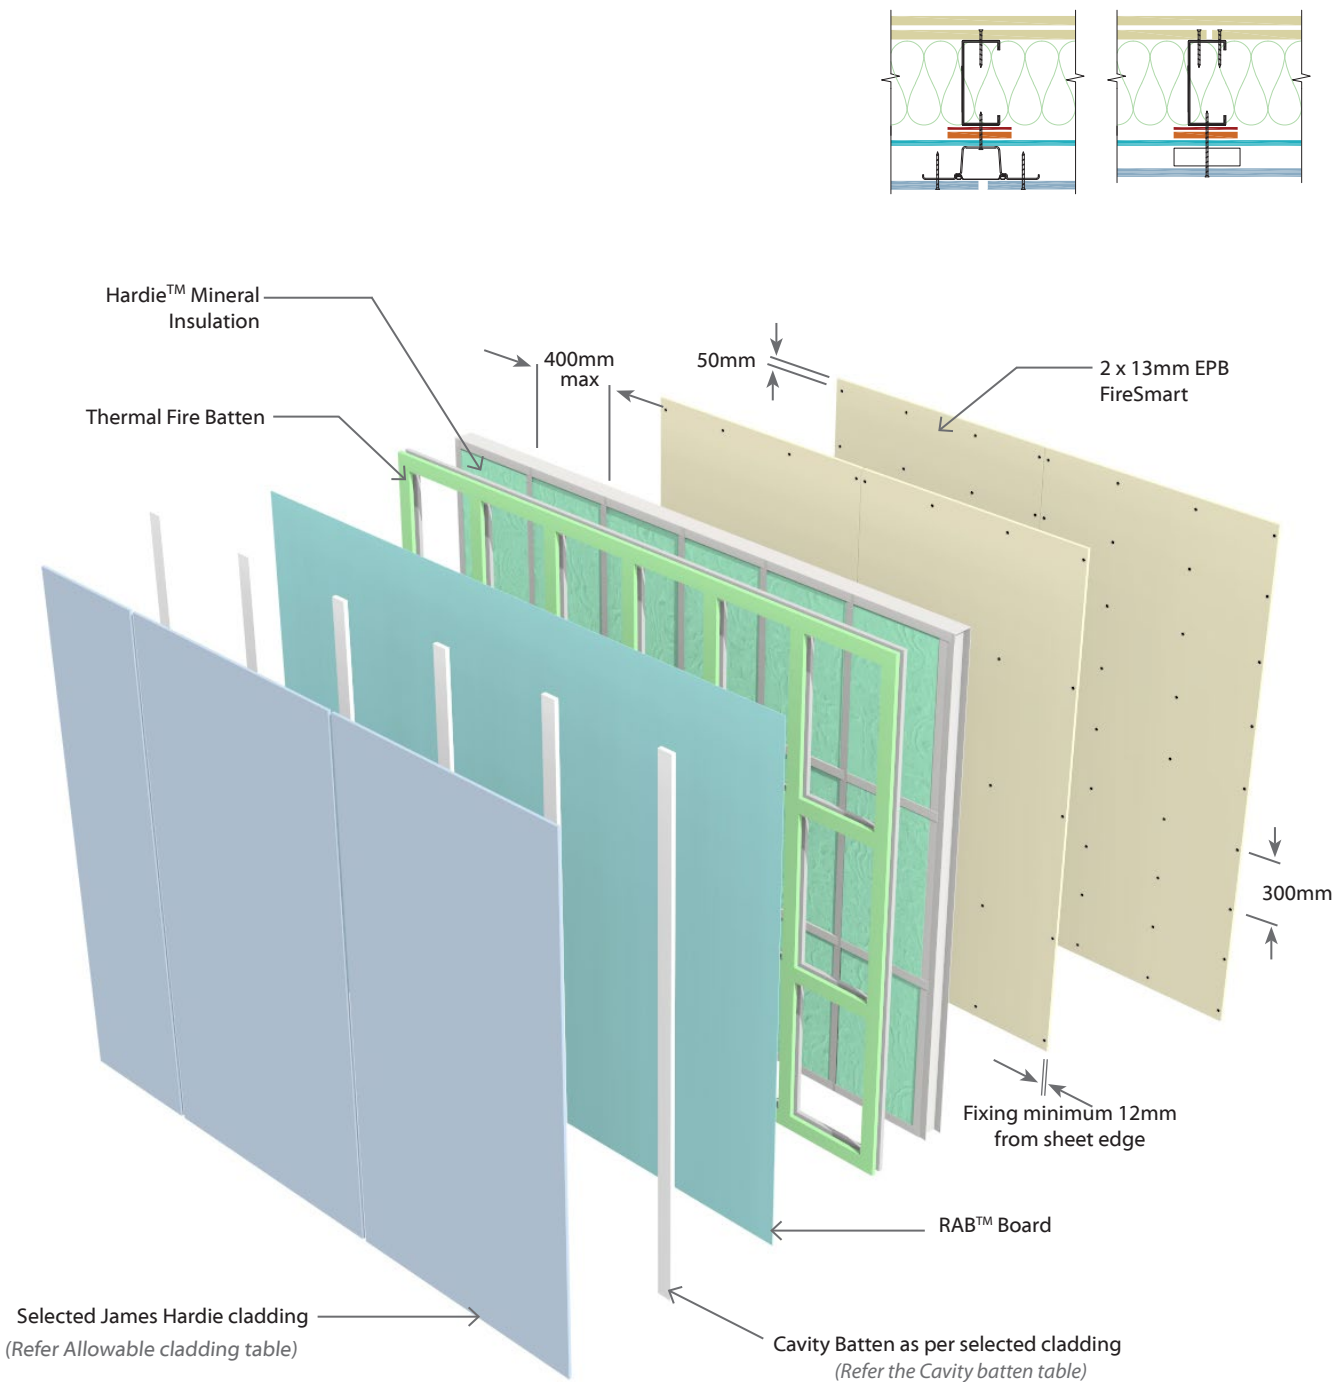 Hardie™ Mineral
Insulation
400mm
max
50mm
2 x 13mm EPB
FireSmart
Thermal Fire Batten
300mm
Fixing minimum 12mm
from sheet edge
RAB™ Board
Selected James Hardie cladding
(Refer Allowable cladding table)
Cavity Batten as per selected cladding
(Refer the Cavity batten table)